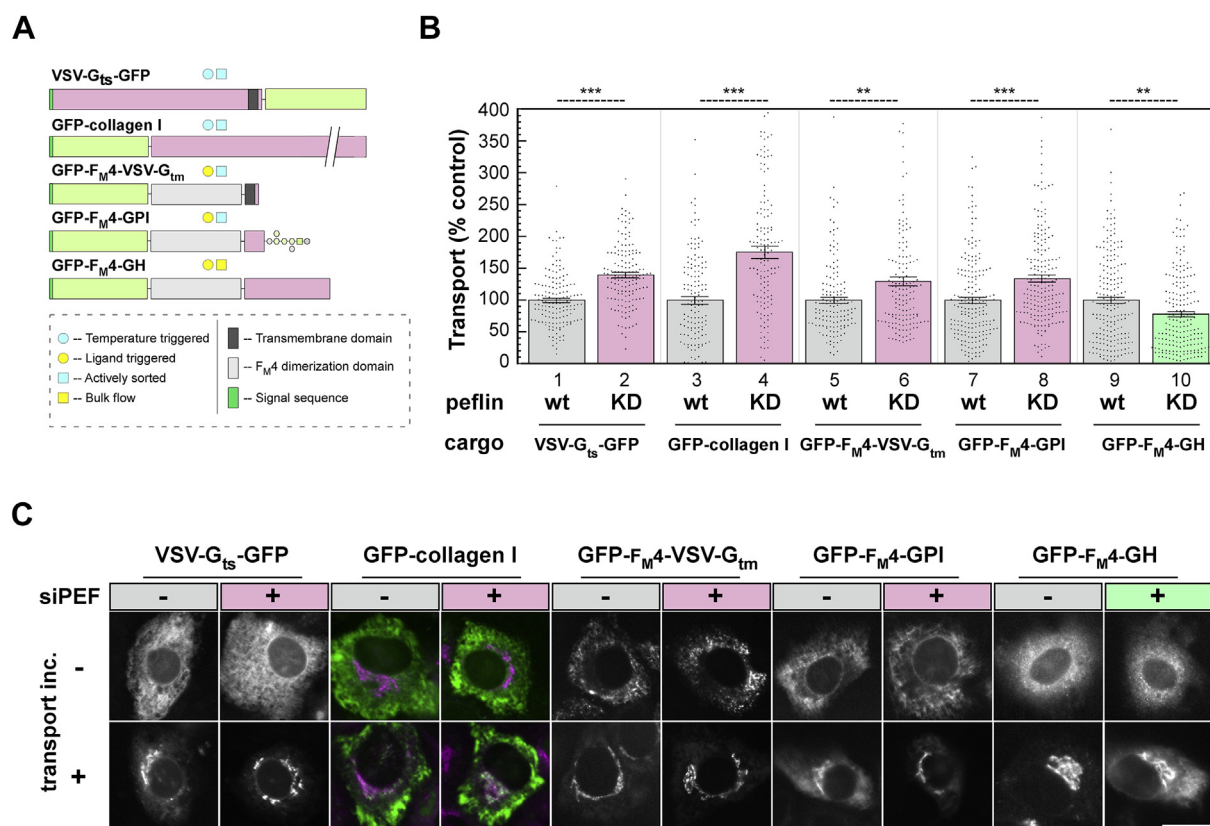 A
VSV-Gts-GFP
GFP-collagen I
GFP-FM4-VSV-Gtm
GFP-FM4-GPI
GFP-FM4-GH
-- Temperature triggered
-- Ligand triggered
-- Actively sorted
-- Bulk flow
-- Transmembrane domain
-- FM4 dimerization domain
-- Signal sequence
B
*** *** ** *** **
Transport (% control)
400
350
300
250
200
150
100
50
0
1 2 3 4 5 6 7 8 9 10
peflin wt KD wt KD wt KD wt KD wt KD
cargo VSV-Gts-GFP GFP-collagen I GFP-FM4-VSV-Gtm GFP-FM4-GPI GFP-FM4-GH
C
VSV-Gts-GFP GFP-collagen I GFP-FM4-VSV-Gtm GFP-FM4-GPI GFP-FM4-GH
siPEF - + - + - + - + - +
transport inc.
-
+